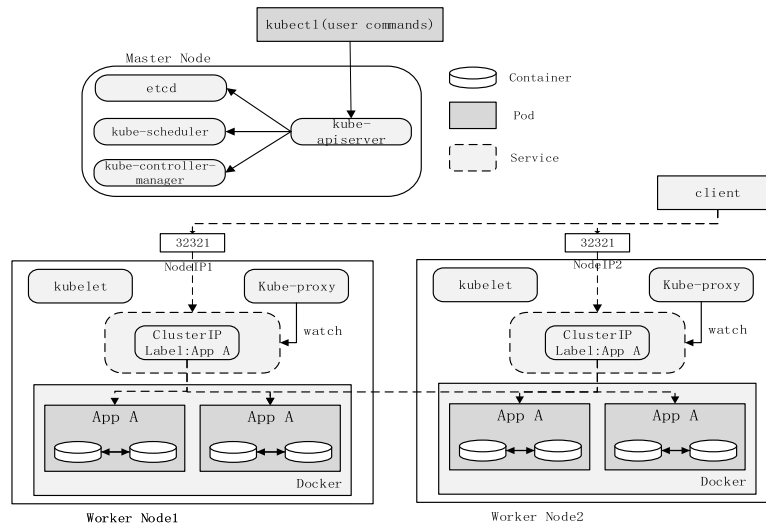 kubectl(user commands)
Master Node
etcd
kube-scheduler
kube-controller-
manager
kube-
apiserver
Container
Pod
Service
client
32321
32321
NodeIP1
NodeIP2
kubelet
Kube-proxy
watch
ClusterIP
Label:App A
kubelet
Kube-proxy
watch
ClusterIP
Label:App A
App A
App A
Docker
App A
App A
Docker
Worker Node1
Worker Node2